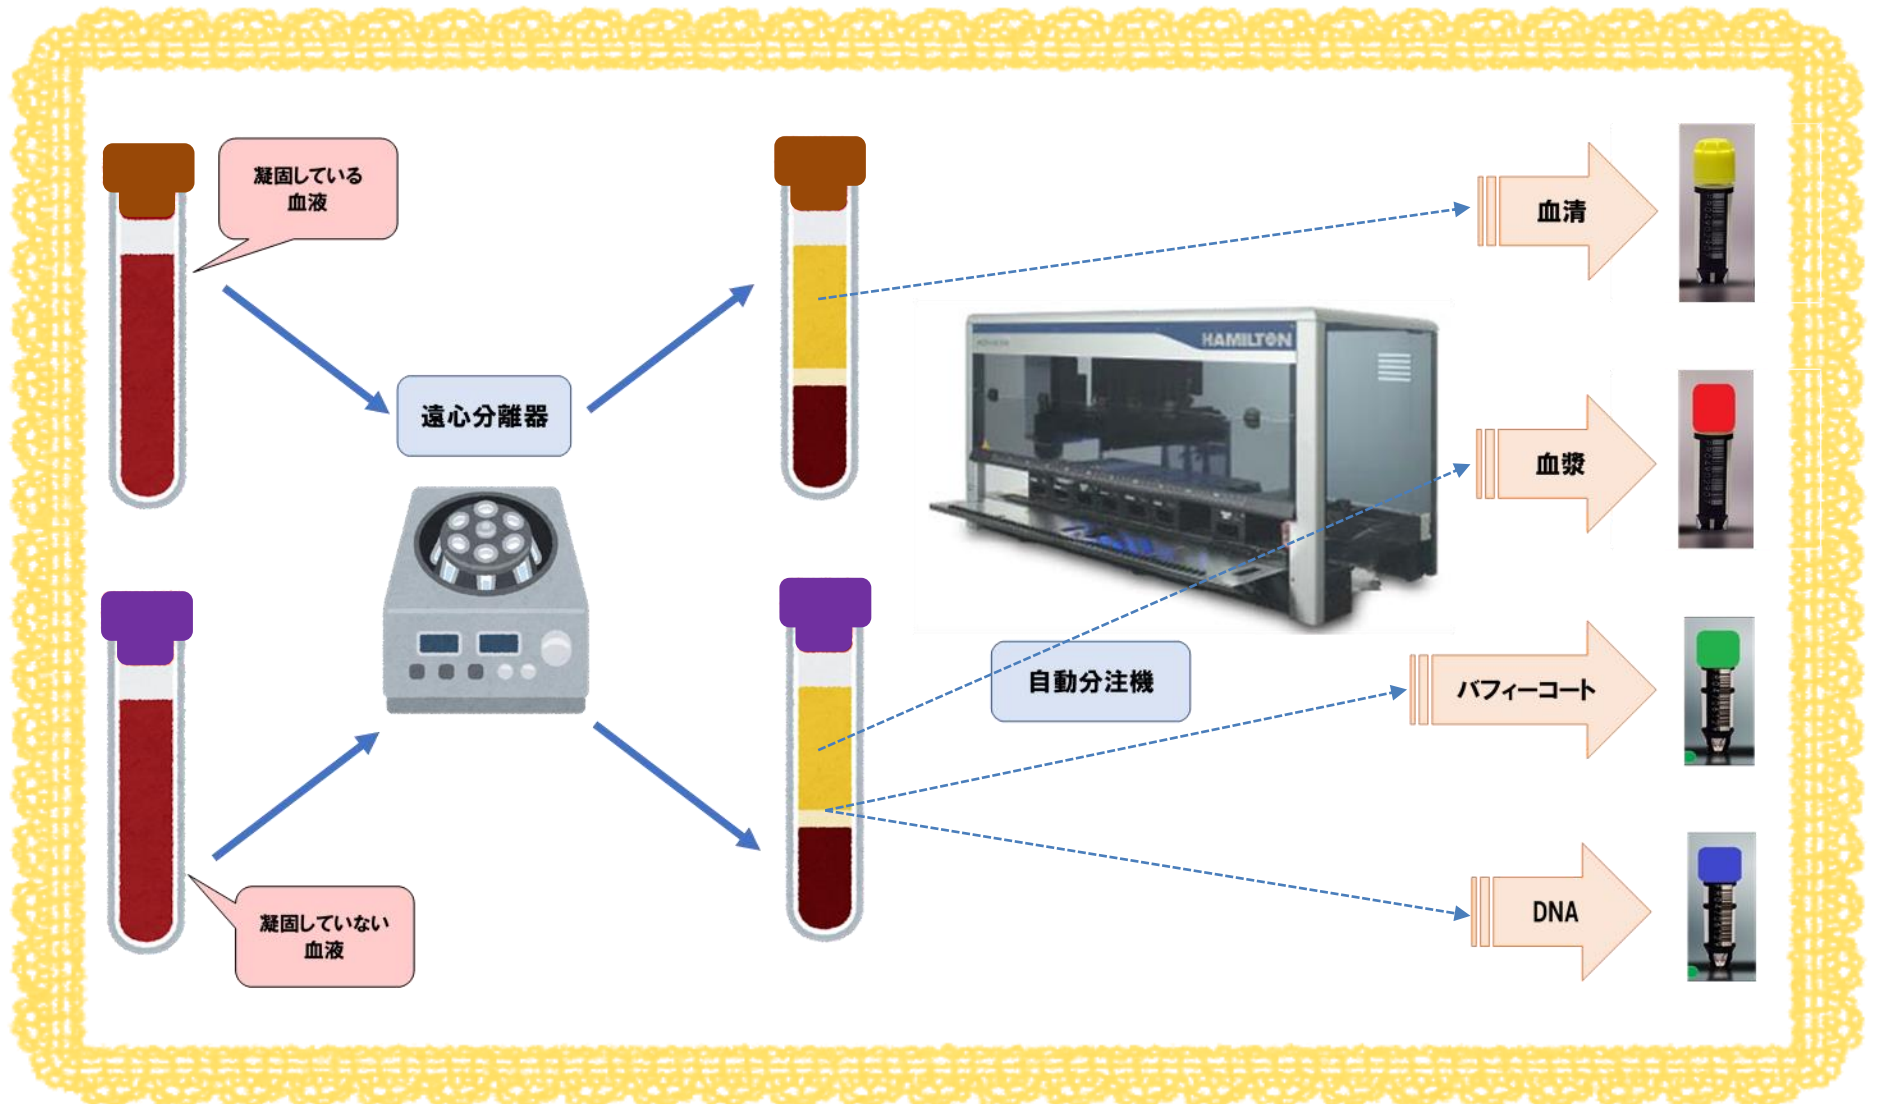 凝固している
血液
遠心分離器
凝固していない
血液
HAMILTON
自動分注機
血清
血漿
バフィーコート
DNA